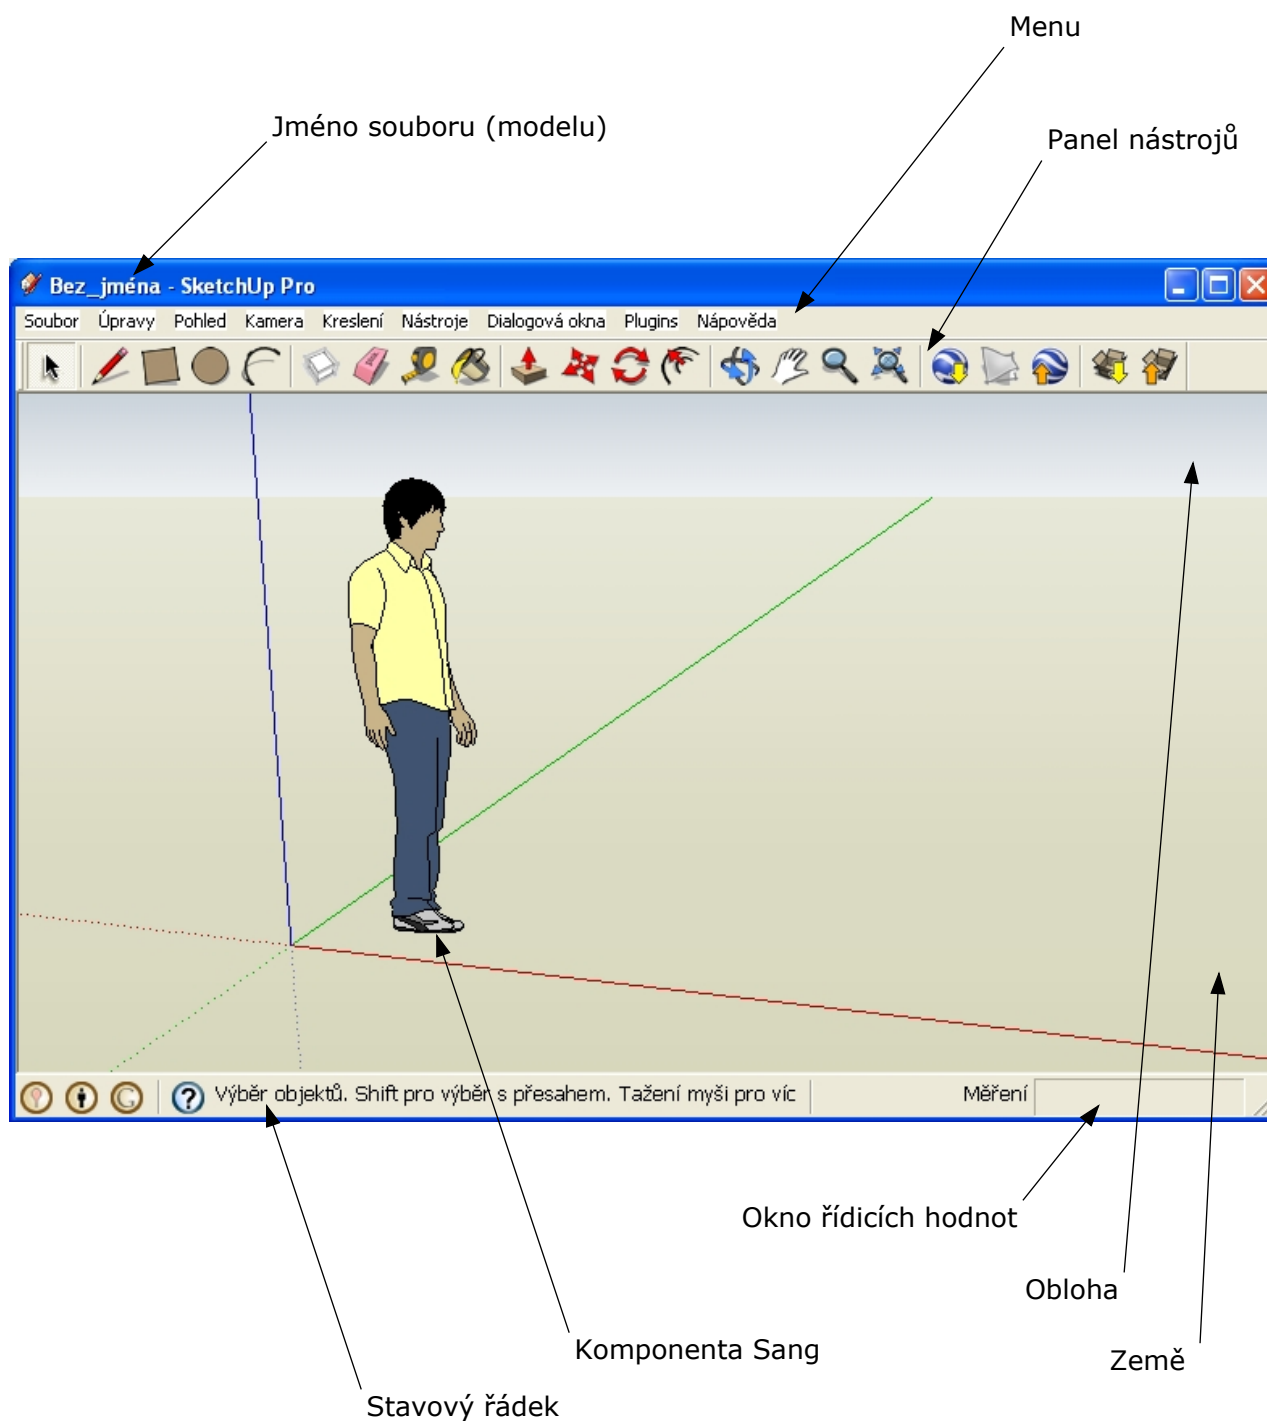 Menu
Jméno souboru (modelu)
Panel nástrojů
Bez_jména - SketchUp Pro
Soubor Úpravy Pohled Kamera Kreslení Nástroje Dialogová okna Plugins Nápověda
Výběr objektů. Shift pro výběr s přesahem. Tažení myši pro víc
Měření
Okno řídicích hodnot
Obloha
Komponenta Sang
Země
Stavový řádek